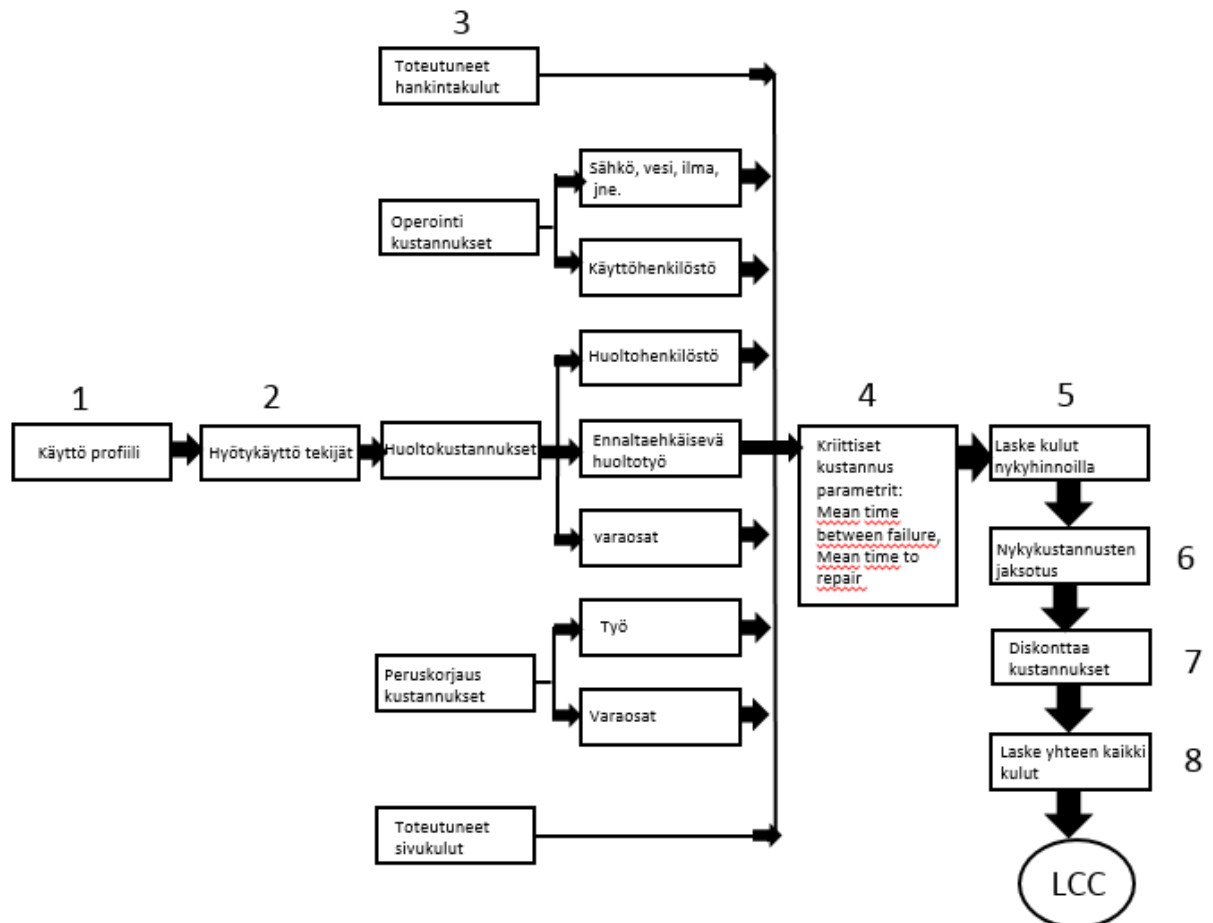 3
Toteutuneet
hankintakulut
Sähkö, vesi, ilma,
jne.
Operointi
kustannukset
Käyttöhenkilöstö
Huoltohenkilöstö
1
Käyttö profiili
2
Hyötykäyttö tekijät
Huoltokustannukset
Ennaltaehkäisevä
huoltotyö
varaosat
Työ
Peruskorjaus
kustannukset
Varaosat
Toteutuneet
sivukulut
4
Kriittiset
kustannus
parametrit:
Mean time
between failure,
Mean time to
repair
5
Laske kulut
nykyhinnoilla
Nykykustannusten
jaksotus
6
Diskonttaa
kustannukset
7
Laske yhteen kaikki
kulut
8
LCC